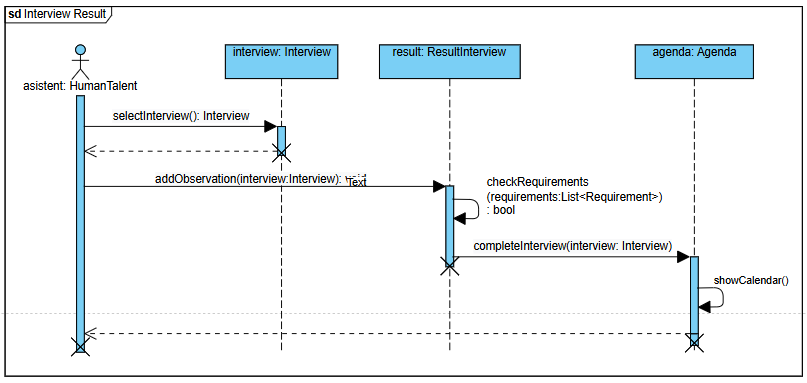 sd Interview Result
interview: Interview
result: ResultInterview
agenda: Agenda
asistent: HumanTalent
selectInterview(): Interview
addObservation(interview:Interview):
Text
checkRequirements
(requirements:List<Requirement>)
: bool
completeInterview(interview: Interview)
showCalendar()